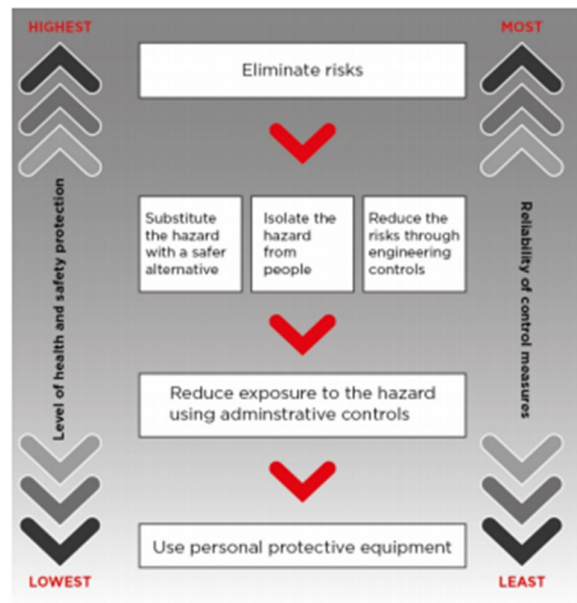 HIGHEST
MOST
Eliminate risks
Level of health and safety protection
Substitute
the hazard
with a safer
alternative
Isolate the
hazard
from
people
Reduce the
risks through
engineering
controls
Reliability of control measures
Reduce exposure to the hazard
using adminstrative controls
Use personal protective equipment
LOWEST
LEAST